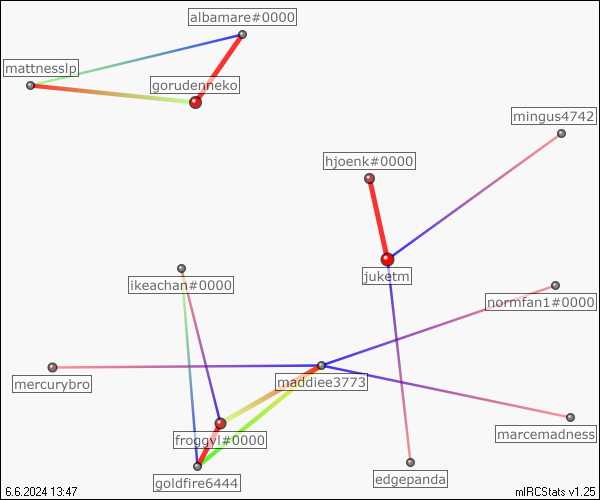 albamare#0000
mattnesslp
gorudenneko
mingus4742
hjoenk#0000
juketm
ikeachan#0000
normfan1#0000
mercurybro
maddiee3773
froggyl#0000
marcemadness
goldfire6444
edgepanda
6.6.2024 13:47
mIRCStats v1.25